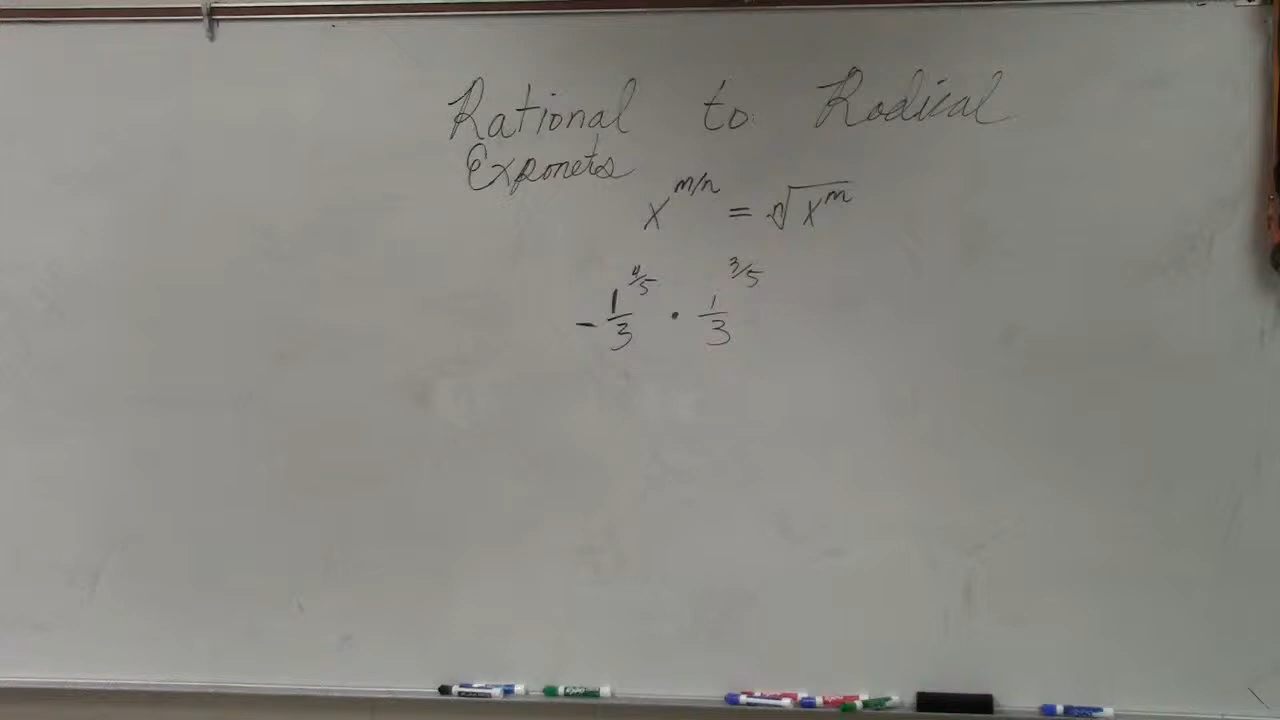 Rational to Radical
Exponets
x^m/n = ⁿ√x^m
-1/3^4/5 · 1/3^3/5